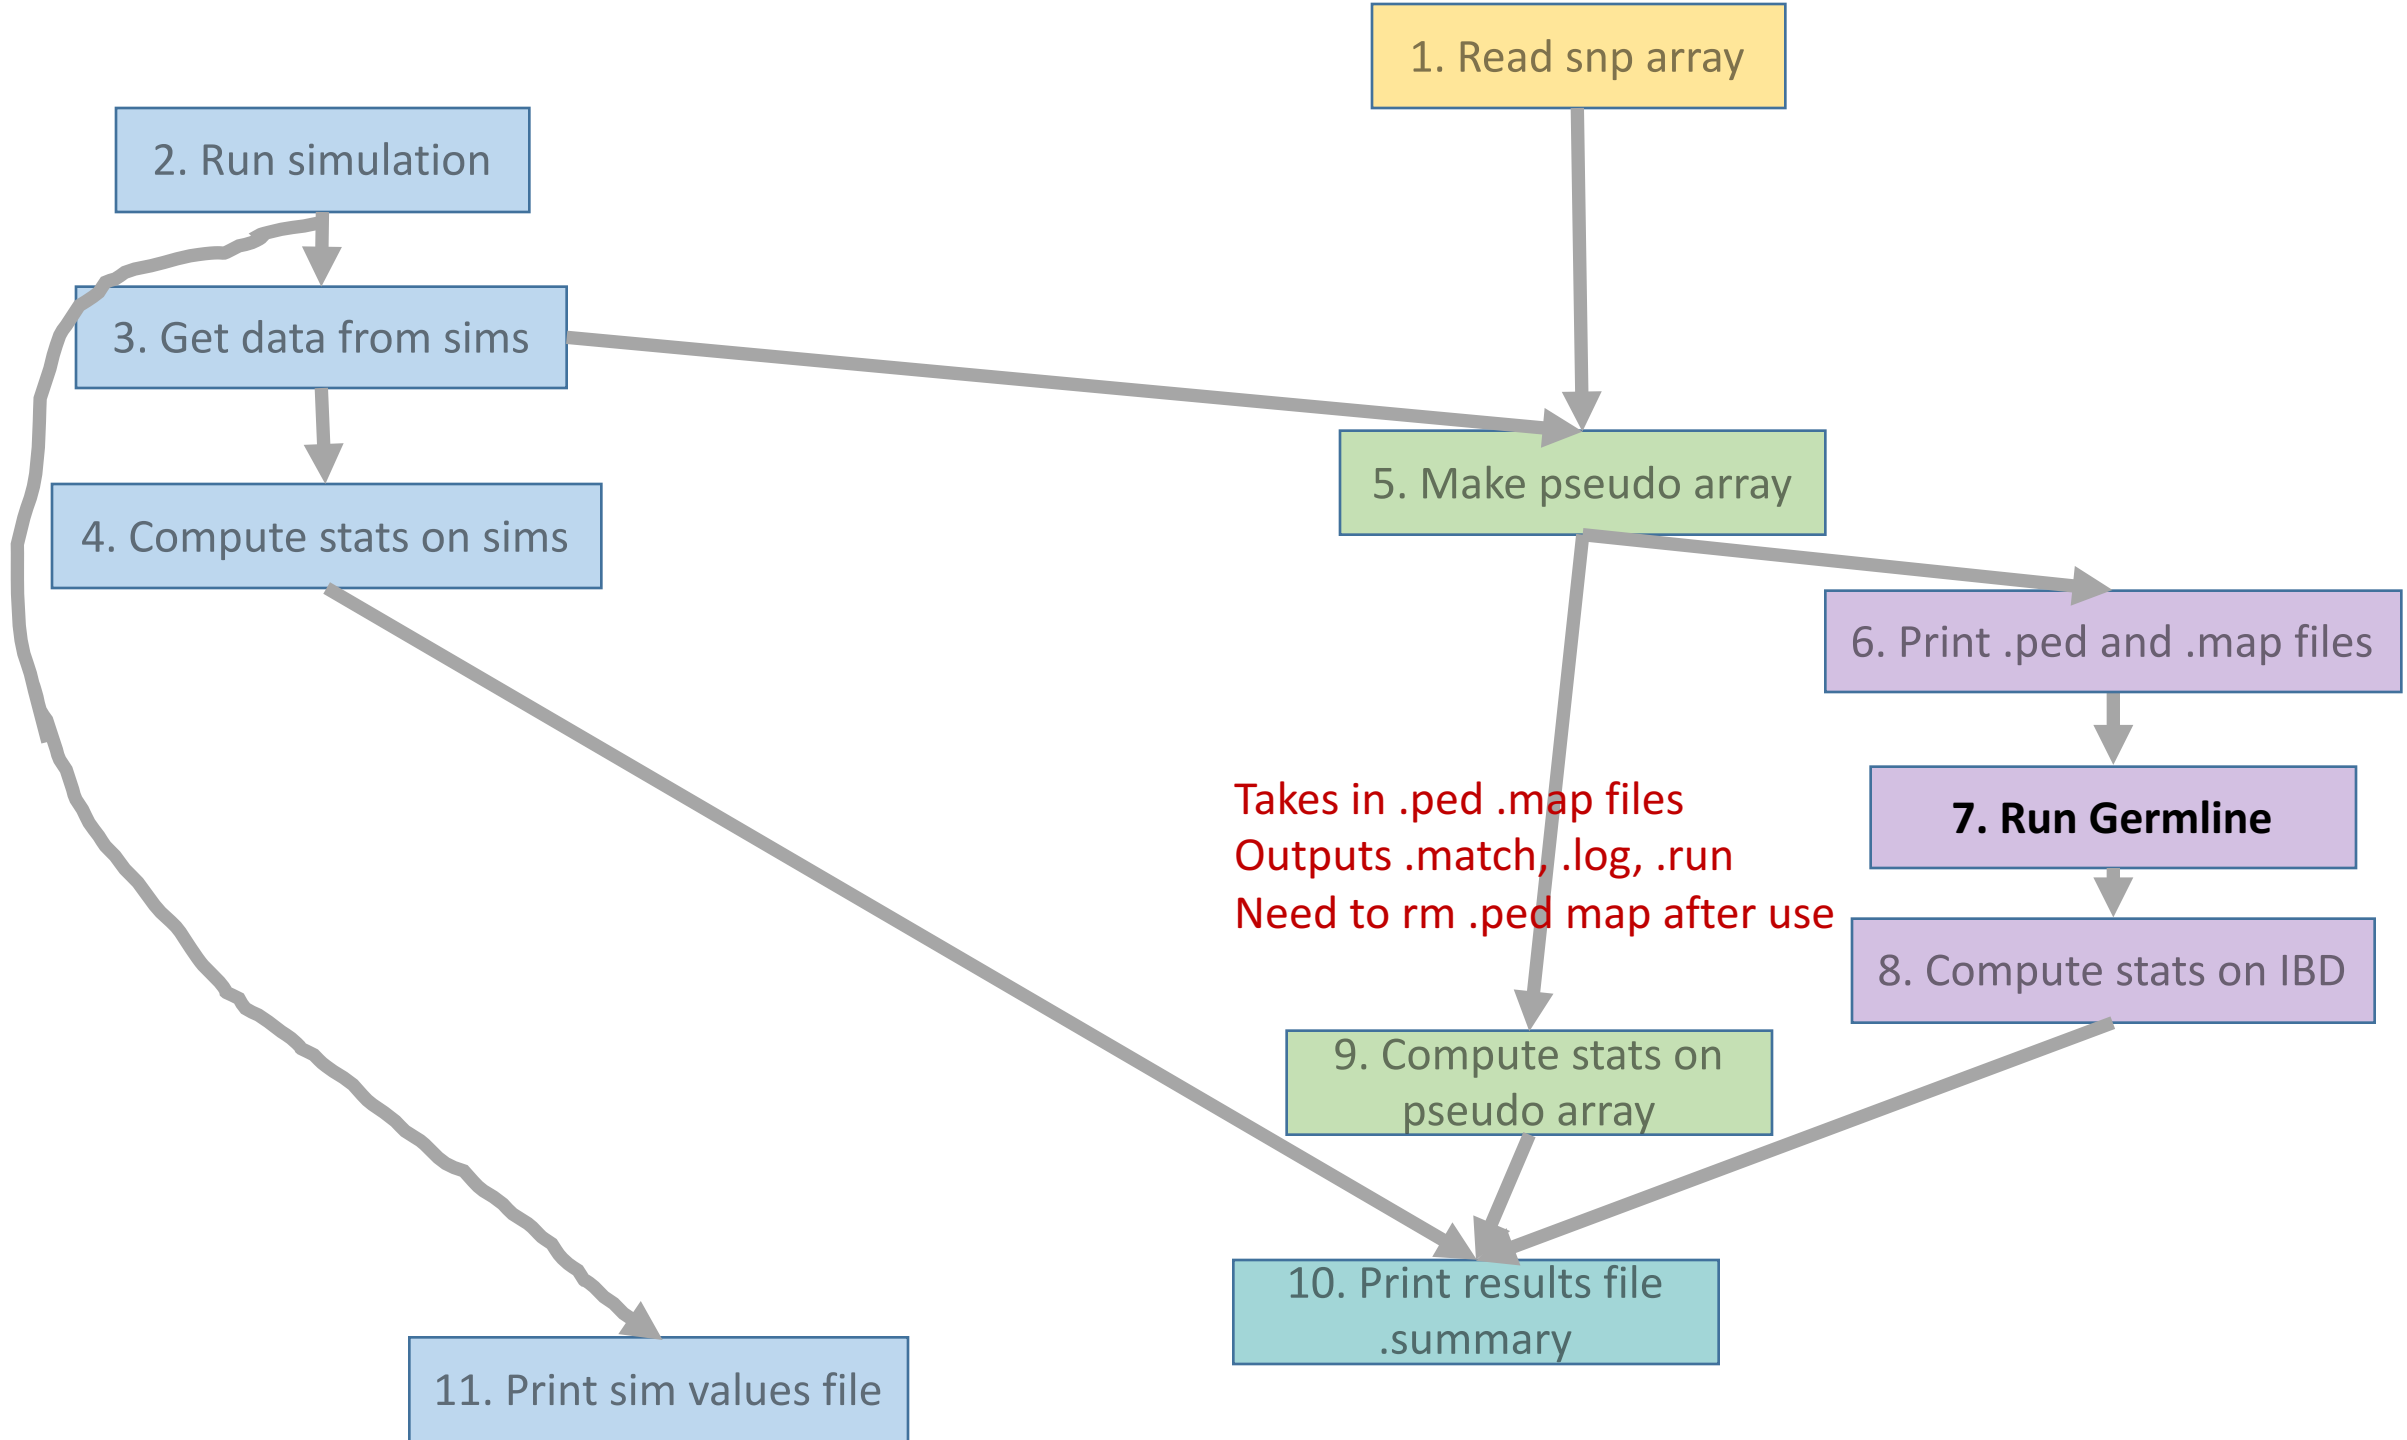 1. Read snp array
2. Run simulation
3. Get data from sims
4. Compute stats on sims
5. Make pseudo array
6. Print .ped and .map files
Takes in .ped .map files
Outputs .match, .log, .run
Need to rm .ped map after use
7. Run Germline
8. Compute stats on IBD
9. Compute stats on
pseudo array
10. Print results file
.summary
11. Print sim values file